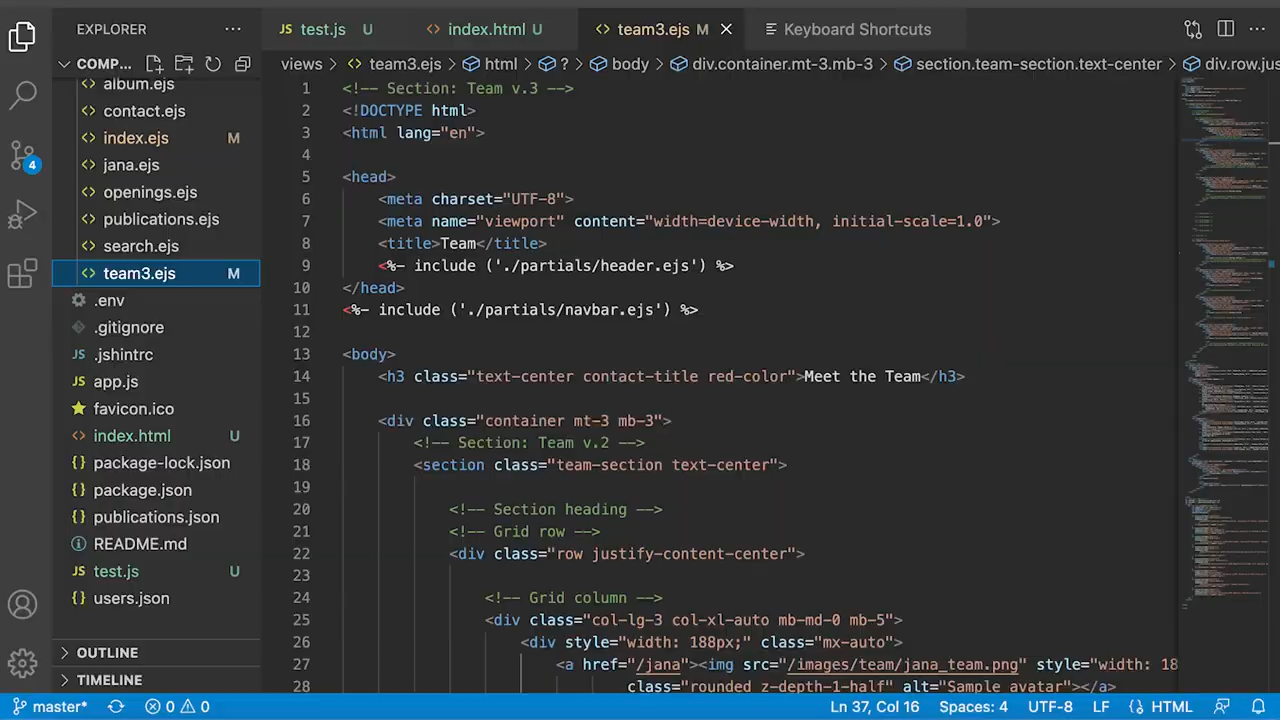 EXPLORER
JS test.js U
<> index.html U
<> team3.ejs M
Keyboard Shortcuts
COMP...
views > team3.ejs > html > ? > body > div.container.mt-3.mb-3 > section.team-section.text-center > div.row.jus
4
<> album.ejs
<> contact.ejs
<> index.ejs M
<> jana.ejs
<> openings.ejs
<> publications.ejs
<> search.ejs
<> team3.ejs M
.env
.gitignore
.jshintrc
JS app.js
favicon.ico
<> index.html U
{} package-lock.json
{} package.json
{} publications.json
README.md
JS test.js U
{} users.json
OUTLINE
TIMELINE
1 <!-- Section: Team v.3 -->
2 <!DOCTYPE html>
3 <html lang="en">
4
5 <head>
6 <meta charset="UTF-8">
7 <meta name="viewport" content="width=device-width, initial-scale=1.0">
8 <title>Team</title>
9 <%- include ('./partials/header.ejs') %>
10 </head>
11 <%- include ('./partials/navbar.ejs') %>
12
13 <body>
14 <h3 class="text-center contact-title red-color">Meet the Team</h3>
15
16 <div class="container mt-3 mb-3">
17 <!-- Section: Team v.2 -->
18 <section class="team-section text-center">
19
20 <!-- Section heading -->
21 <!-- Grid row -->
22 <div class="row justify-content-center">
23
24 <!-- Grid column -->
25 <div class="col-lg-3 col-xl-auto mb-md-0 mb-5">
26 <div style="width: 188px;" class="mx-auto">
27 <a href="/jana"><img src="/images/team/jana_team.png" style="width: 18
28 class="rounded z-depth-1-half" alt="Sample avatar"></a>
master* 0 0 Ln 37, Col 16 Spaces: 4 UTF-8 LF {} HTML